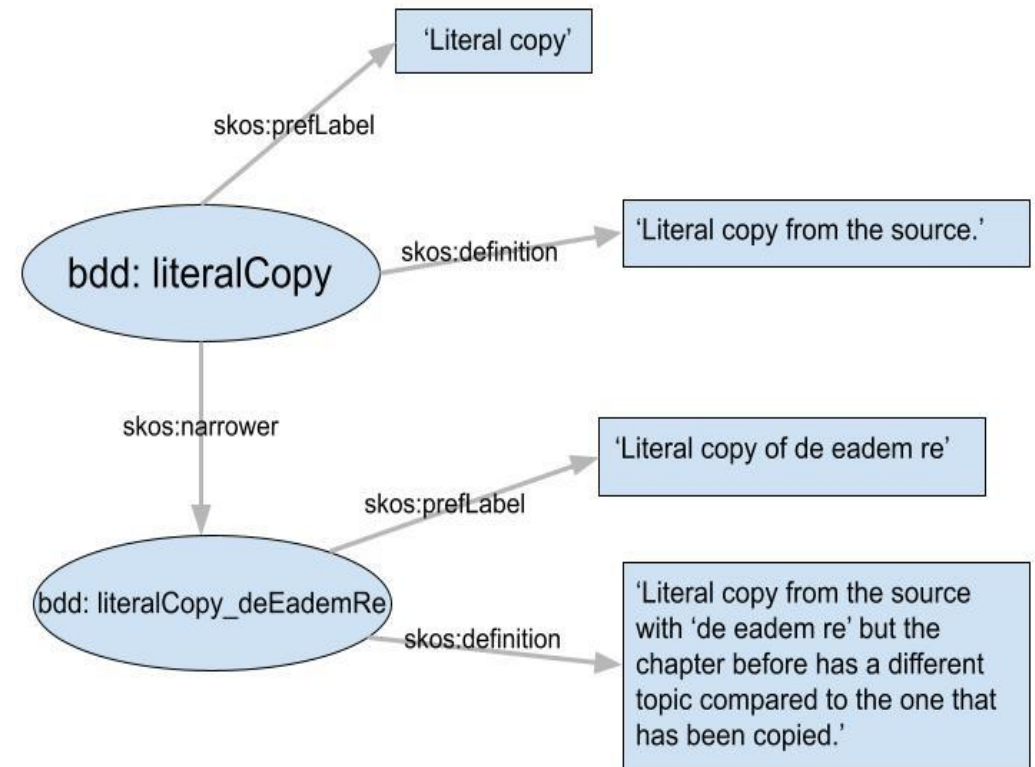 ‘Literal copy’
skos:prefLabel
‘Literal copy from the source.’
skos:definition
bdd: literalCopy
skos:narrower
‘Literal copy of de eadem re’
skos:prefLabel
bdd: literalCopy_deEademRe
skos:definition
‘Literal copy from the source
with ‘de eadem re’ but the
chapter before has a different
topic compared to the one that
has been copied.’